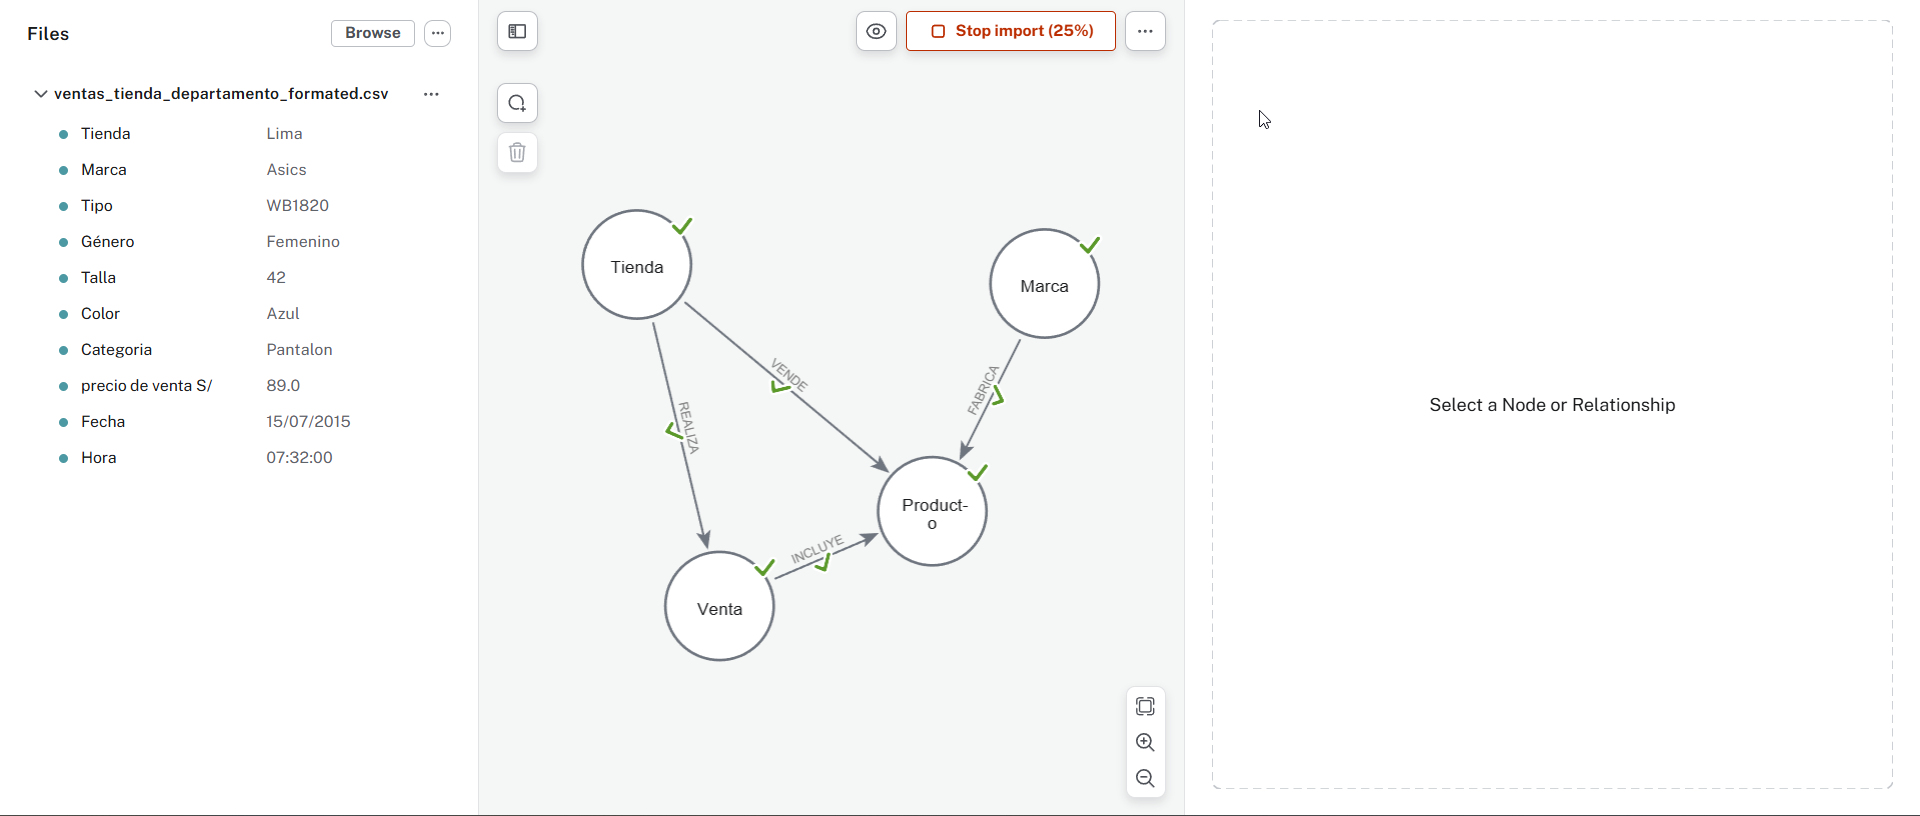 Files
Browse
ventas_tienda_departamento_formated.csv
Tienda Lima
Marca Asics
Tipo WB1820
Género Femenino
Talla 42
Color Azul
Categoria Pantalon
precio de venta S/ 89.0
Fecha 15/07/2015
Hora 07:32:00
Stop import (25%)
Tienda
Marca
VENDE
FABRICA
REALIZA
Product-
o
INCLUYE
Venta
Select a Node or Relationship